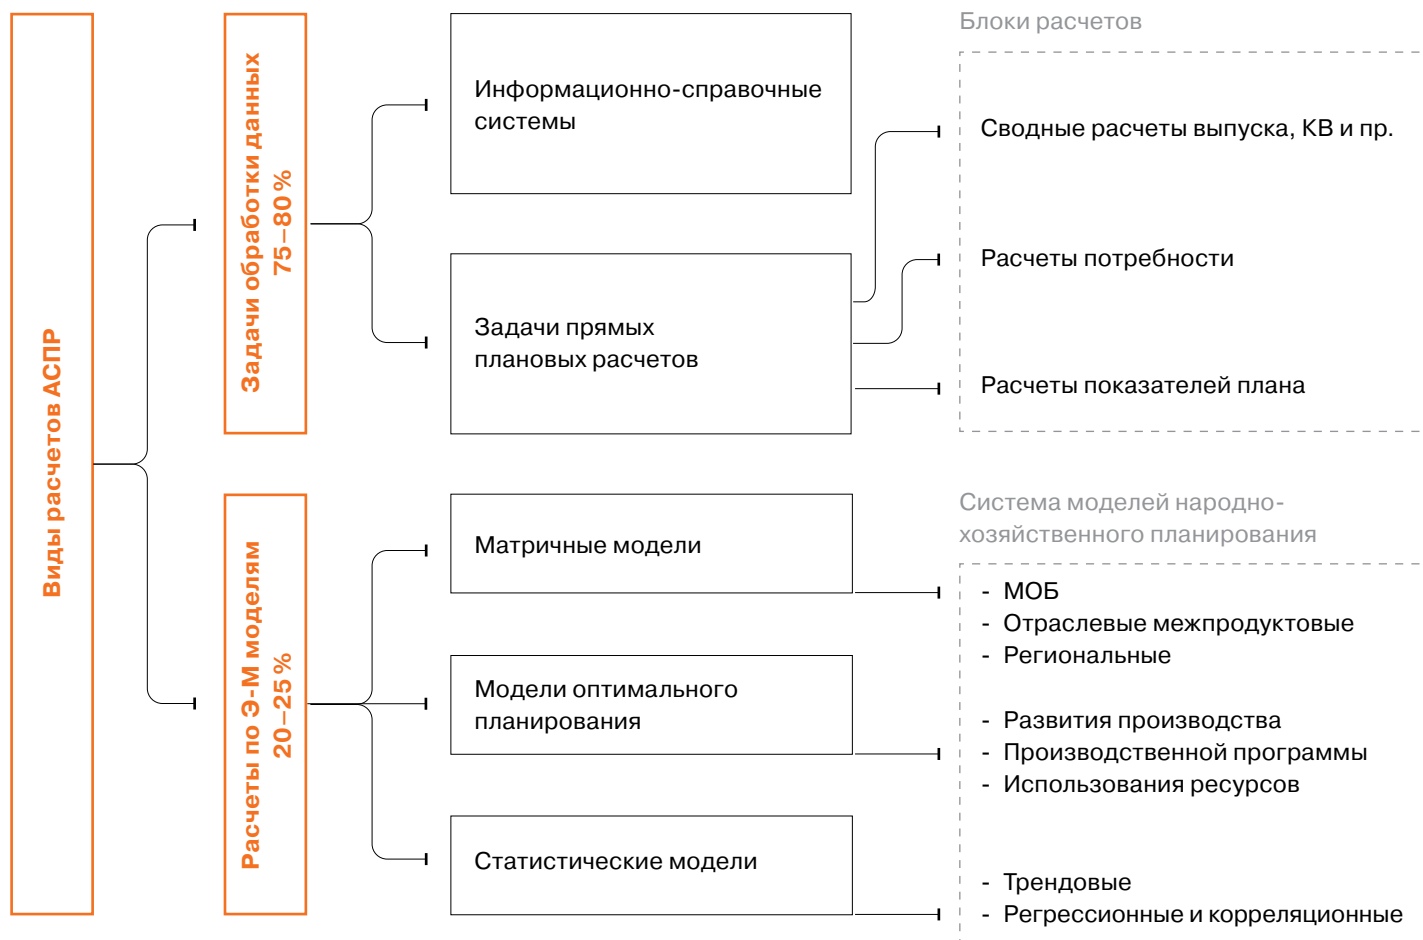 Виды расчетов АСПР
Задачи обработки данных
75–80 %
Информационно-справочные
системы
Задачи прямых
плановых расчетов
Блоки расчетов
Сводные расчеты выпуска, КВ и пр.
Расчеты потребности
Расчеты показателей плана
Расчеты по Э-М моделям
20–25 %
Матричные модели
Модели оптимального
планирования
Статистические модели
Система моделей народно-
хозяйственного планирования
- МОБ
- Отраслевые межпродуктовые
- Региональные
- Развития производства
- Производственной программы
- Использования ресурсов
- Трендовые
- Регрессионные и корреляционные